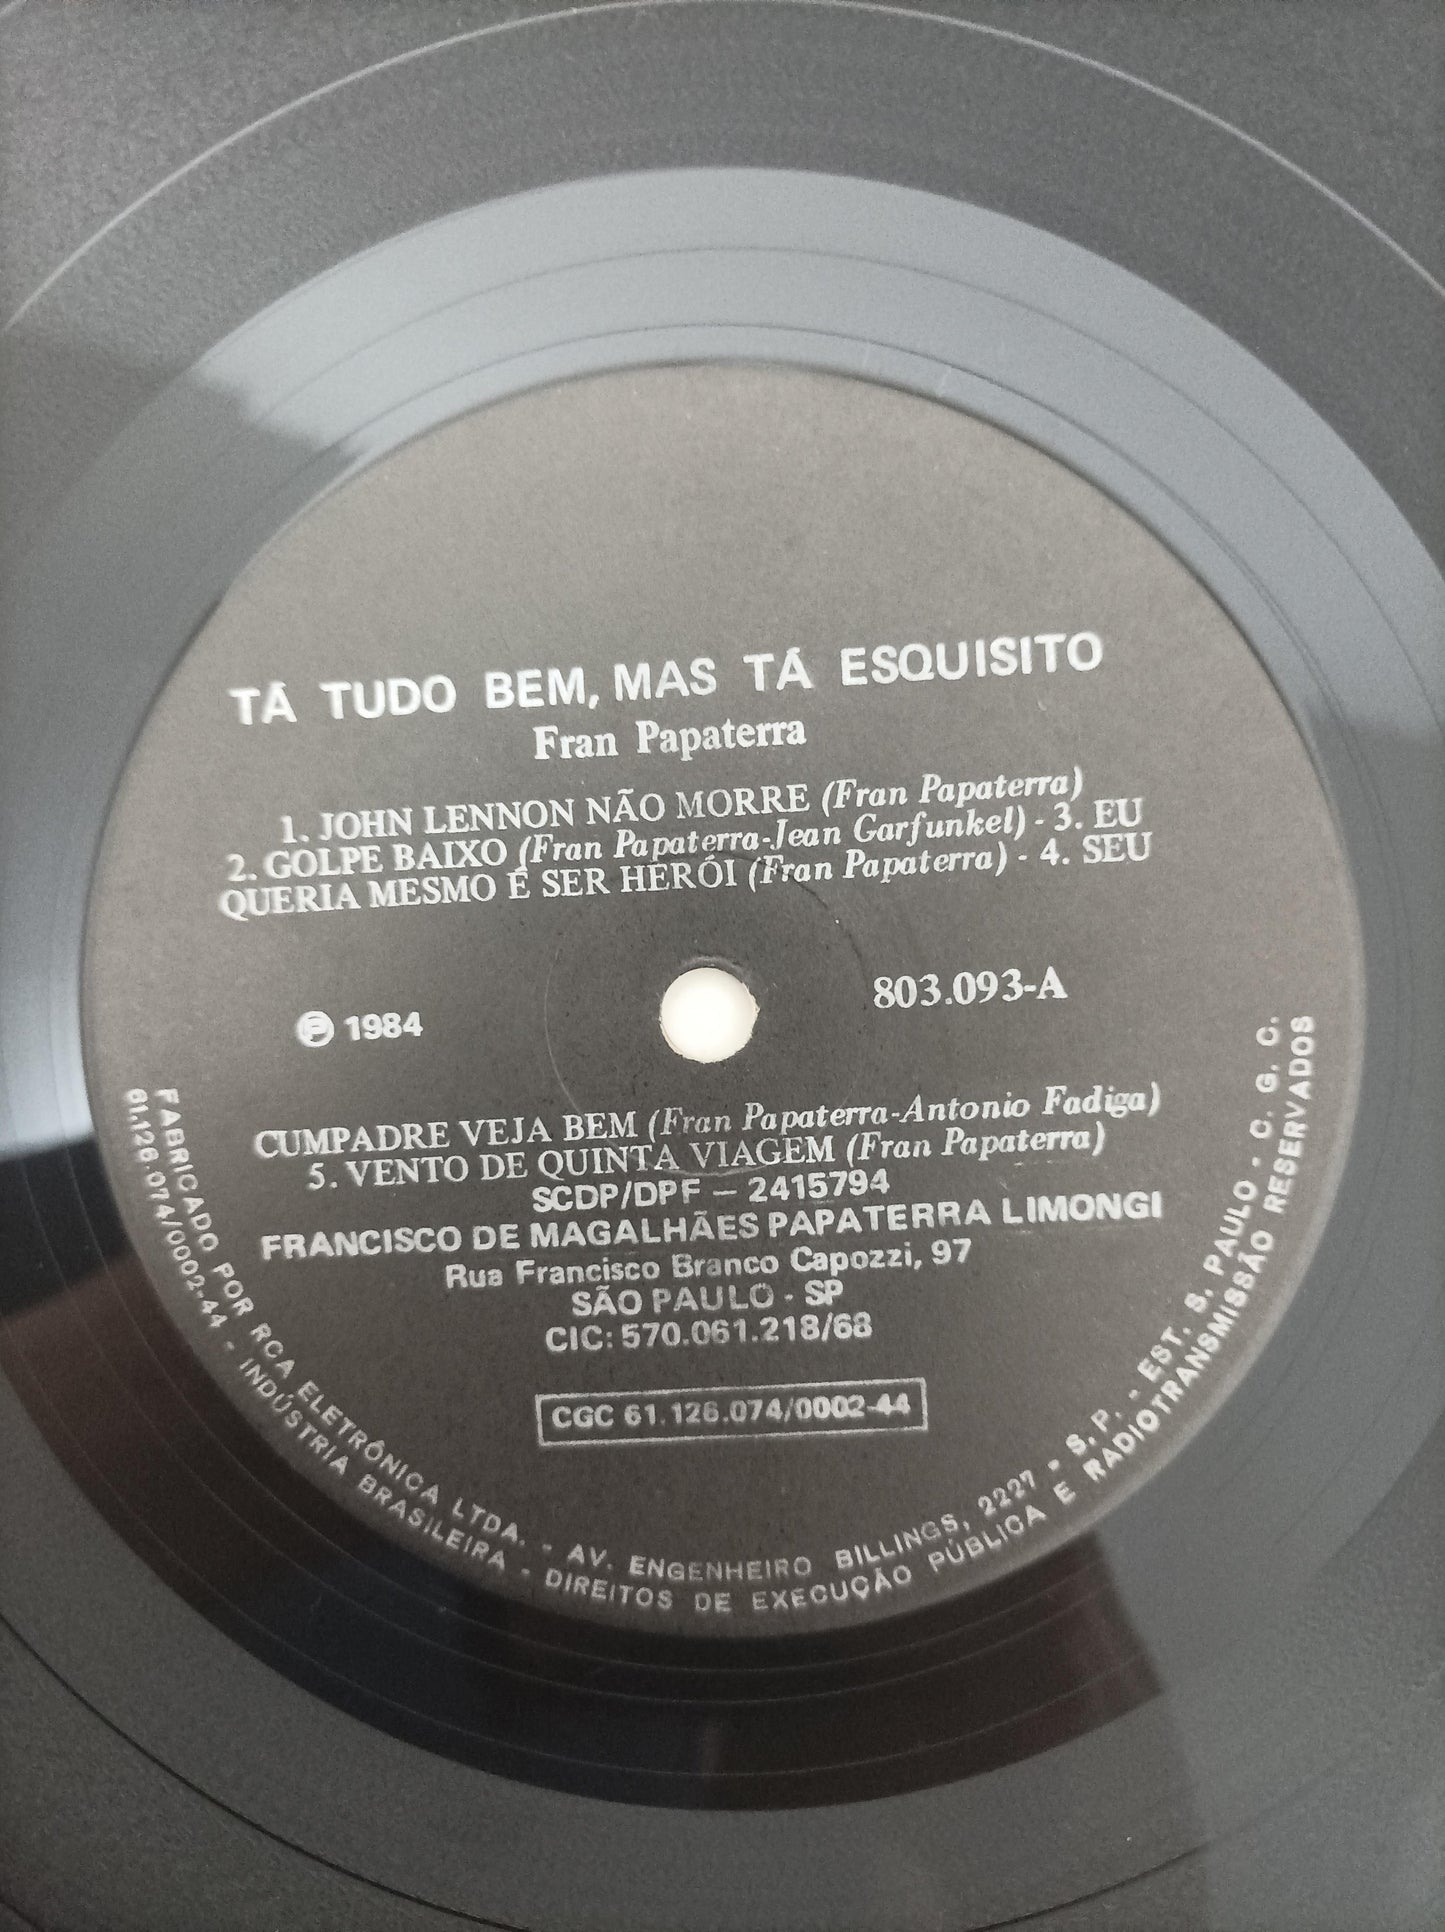 TÁ TUDO BEM, MAS TÁ ESQUISITO
Fran Papaterra
1. JOHN LENNON NÃO MORRE (Fran Papaterra)
2. GOLPE BAIXO (Fran Papaterra-Jean Garfunkel) - 3. EU
QUERIA MESMO É SER HERÓI (Fran Papaterra) - 4. SEU
℗ 1984
803.093-A
CUMPADRE VEJA BEM (Fran Papaterra-Antonio Fadiga)
5. VENTO DE QUINTA VIAGEM (Fran Papaterra)
SCDP/DPF – 2415794
FRANCISCO DE MAGALHÃES PAPATERRA LIMONGI
Rua Francisco Branco Capozzi, 97
SÃO PAULO - SP
CIC: 570.061.218/68
CGC 61.126.074/0002-44
FABRICADO POR RCA ELETRÔNICA LTDA. - AV. ENGENHEIRO BILLINGS, 2227 - S. P. - EST. S. PAULO - C. G. C.
61.126.074/0002-44 - INDÚSTRIA BRASILEIRA - DIREITOS DE EXECUÇÃO PÚBLICA E RADIOTRANSMISSÃO RESERVADOS